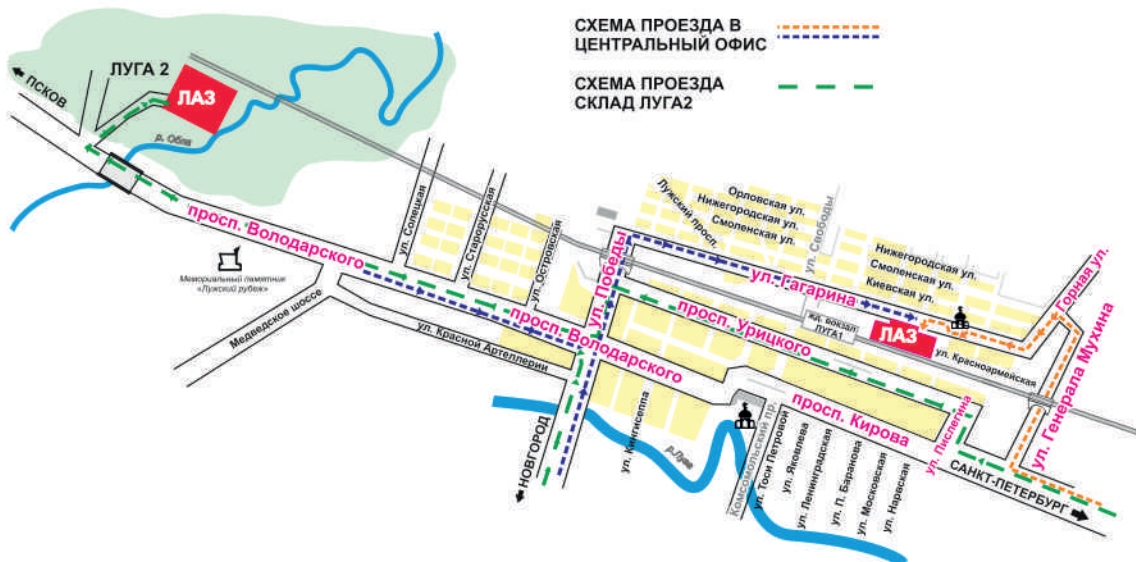 СХЕМА ПРОЕЗДА В
ЦЕНТРАЛЬНЫЙ ОФИС
СХЕМА ПРОЕЗДА
СКЛАД ЛУГА2
ЛУГА 2
ПСКОВ
ЛАЗ
р. Обла
просп. Володарского
Мемориальный памятник
«Лужский рубеж»
Медведское шоссе
ул. Солецкая
ул. Старорусская
ул. Островская
ул. Красной Артеллерии
просп. Володарского
ул. Победы
НОВГОРОД
Лужский просп.
Орловская ул.
Нижегородская ул.
Смоленская ул.
ул. Свободы
ул. Гагарина
Нижегородская ул.
Смоленская ул.
Киевская ул.
Горная ул.
просп. Урицкого
жд. вокзал
ЛУГА1
ЛАЗ
ул. Красноармейская
ул. Генерала Мухина
просп. Кирова
ул. Пислегина
САНКТ-ПЕТЕРБУРГ
ул. Кингисеппа
р.Луга
Комсомольский пр.
ул. Тоси Петровой
ул. Яковлева
ул. Ленинградская
ул. П. Баранова
ул. Московская
ул. Нарвская